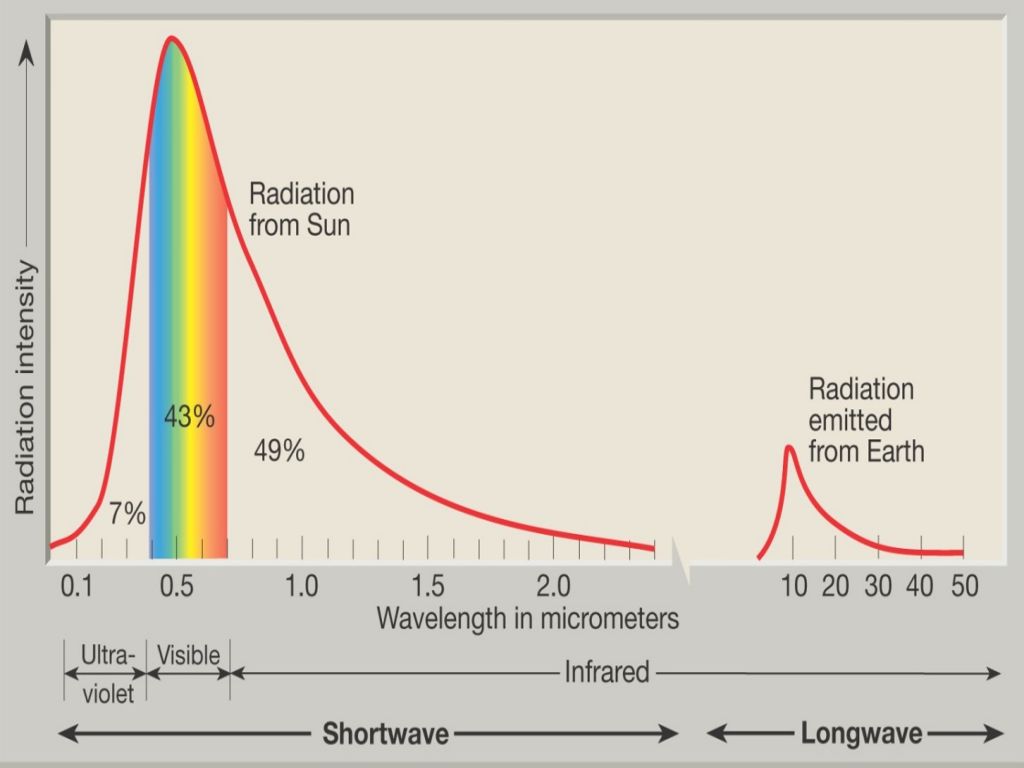 Radiation intensity
Radiation
from Sun
43%
49%
7%
Radiation
emitted
from Earth
0.1 0.5 1.0 1.5 2.0 10 20 30 40 50
Wavelength in micrometers
Ultra-
violet
Visible
Infrared
Shortwave
Longwave